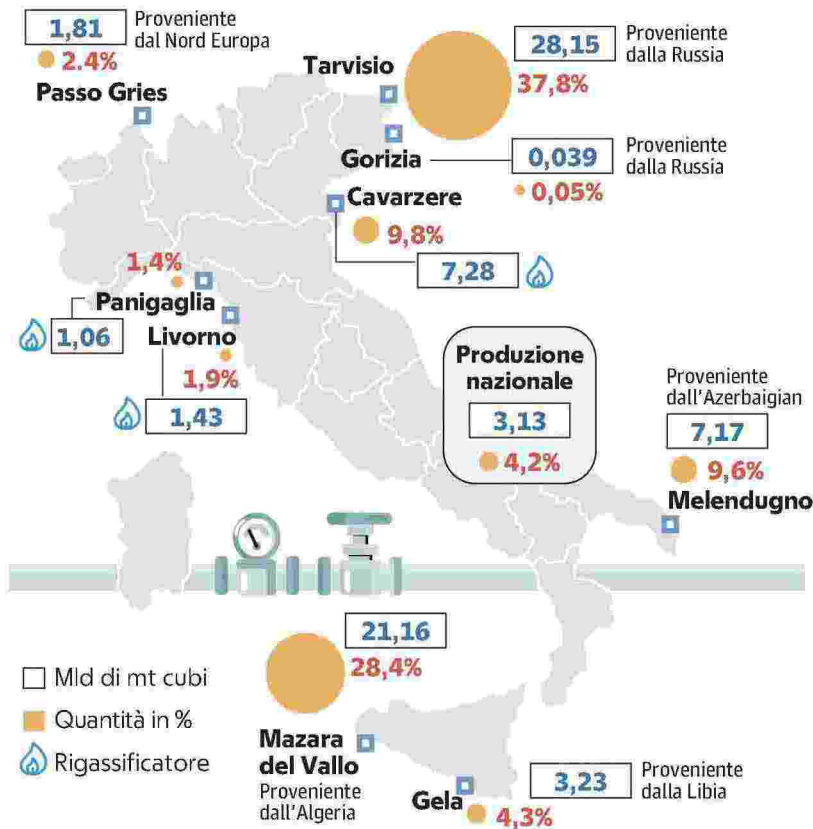 1,81
Proveniente
dal Nord Europa
2.4%
Passo Gries
Tarvisio
28,15
Proveniente
dalla Russia
37,8%
Gorizia
0,039
Proveniente
dalla Russia
0,05%
Cavarzere
9,8%
7,28
1,4%
Panigaglia
1,06
Livorno
1,9%
1,43
Produzione
nazionale
3,13
4,2%
Proveniente
dall'Azerbaigian
7,17
9,6%
Melendugno
21,16
28,4%
Mazara
del Vallo
Proveniente
dall'Algeria
Gela
3,23
Proveniente
dalla Libia
4,3%
Mld di mt cubi
Quantità in %
Rigassificatore